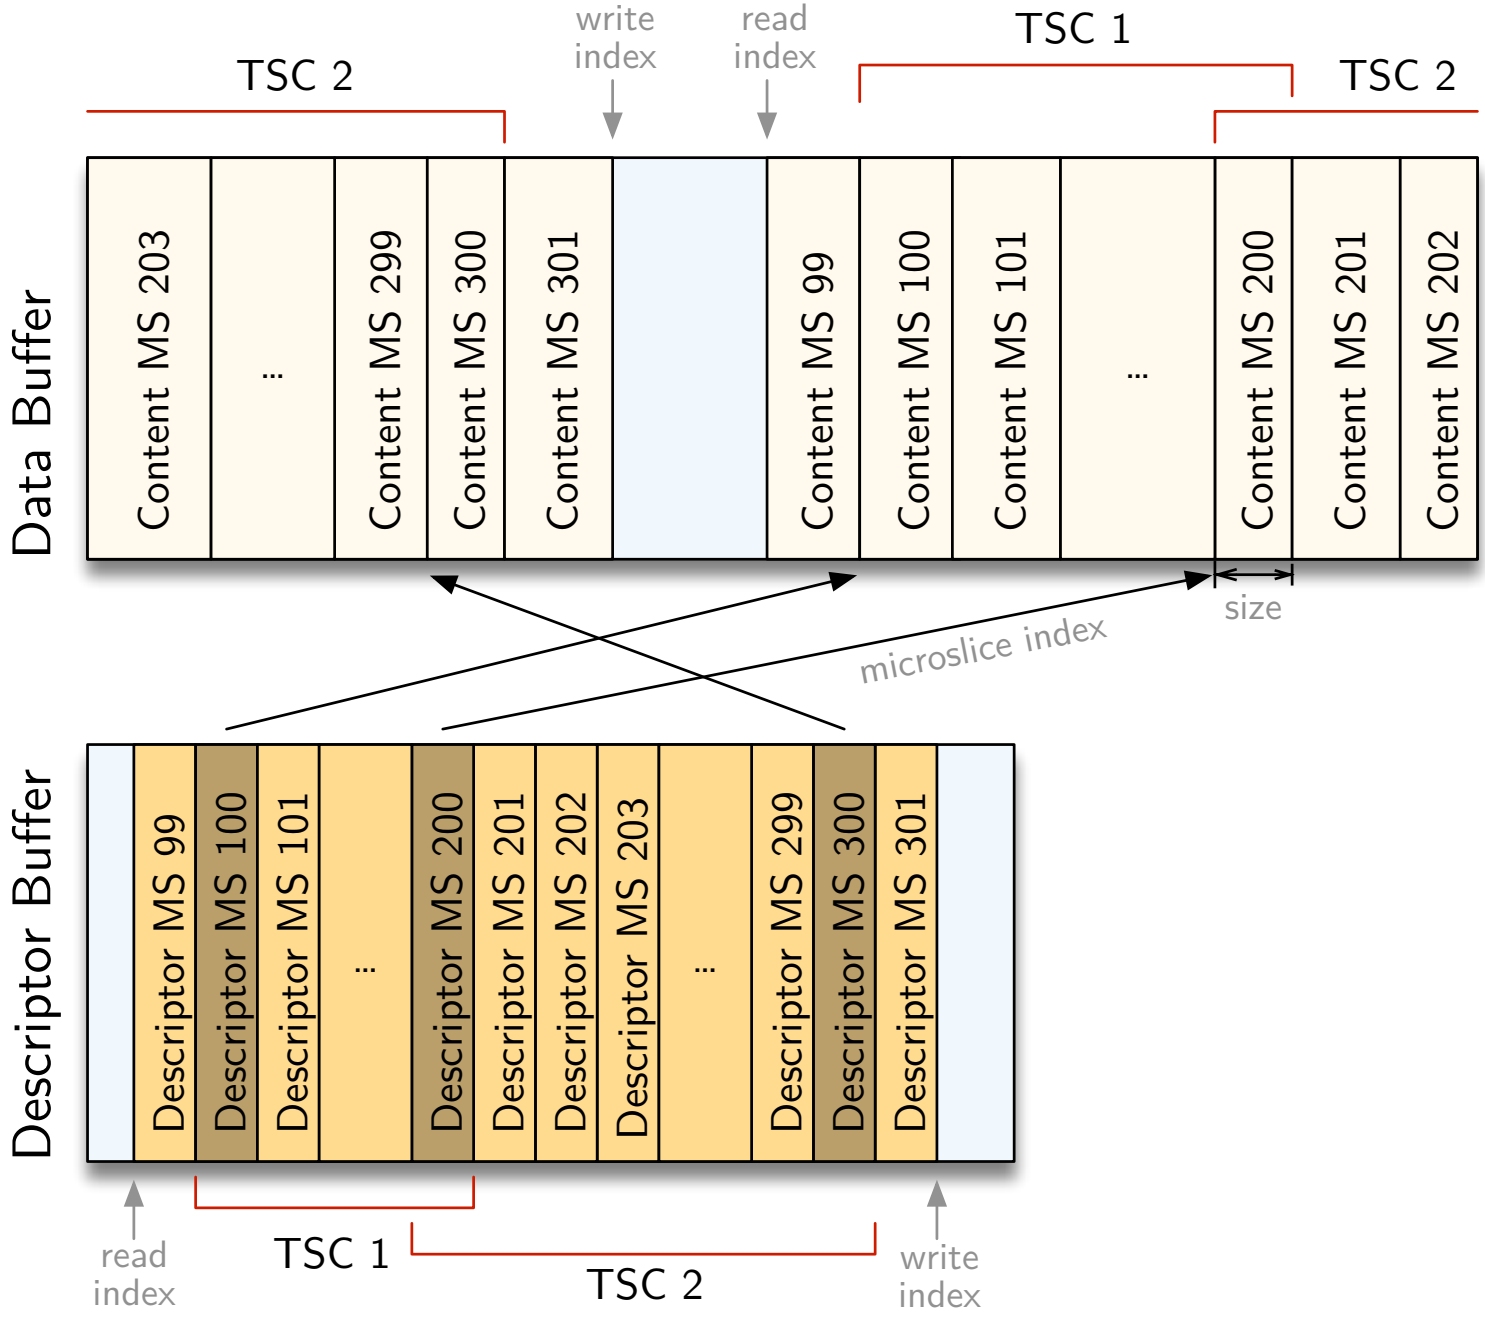 write
index
read
index
TSC 1
TSC 2
TSC 2
Data Buffer
Content MS 203
...
Content MS 299
Content MS 300
Content MS 301
Content MS 99
Content MS 100
Content MS 101
...
Content MS 200
Content MS 201
Content MS 202
size
microslice index
Descriptor Buffer
Descriptor MS 99
Descriptor MS 100
Descriptor MS 101
...
Descriptor MS 200
Descriptor MS 201
Descriptor MS 202
Descriptor MS 203
...
Descriptor MS 299
Descriptor MS 300
Descriptor MS 301
read
index
TSC 1
TSC 2
write
index